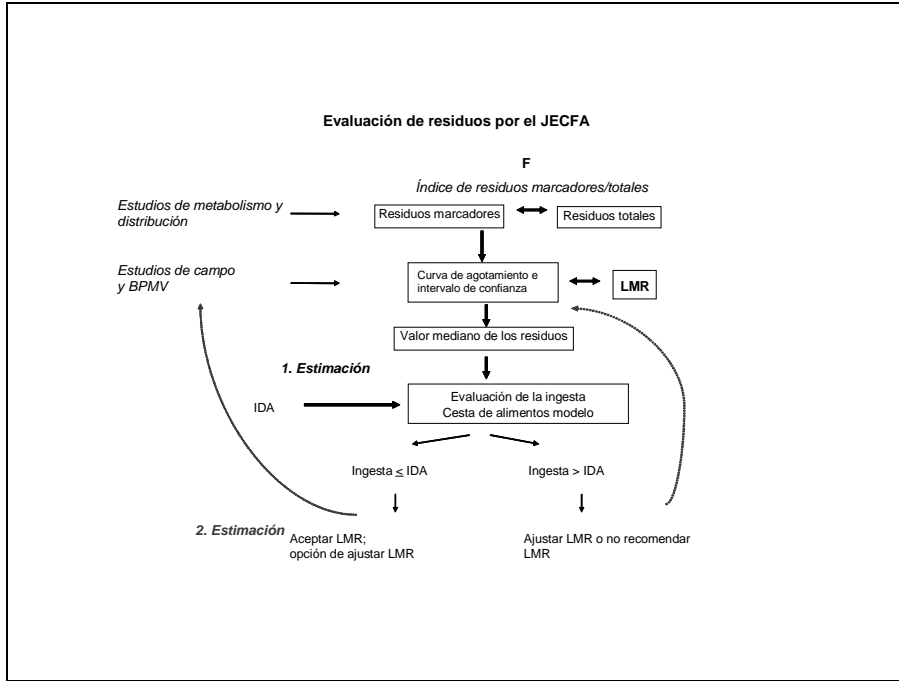 Evaluación de residuos por el JECFA
F
Índice de residuos marcadores/totales
Estudios de metabolismo y
distribución
Residuos marcadores
Residuos totales
Estudios de campo
y BPMV
Curva de agotamiento e
intervalo de confianza
LMR
Valor mediano de los residuos
1. Estimación
IDA
Evaluación de la ingesta
Cesta de alimentos modelo
Ingesta ≤ IDA
Ingesta > IDA
2. Estimación
Aceptar LMR;
opción de ajustar LMR
Ajustar LMR o no recomendar
LMR